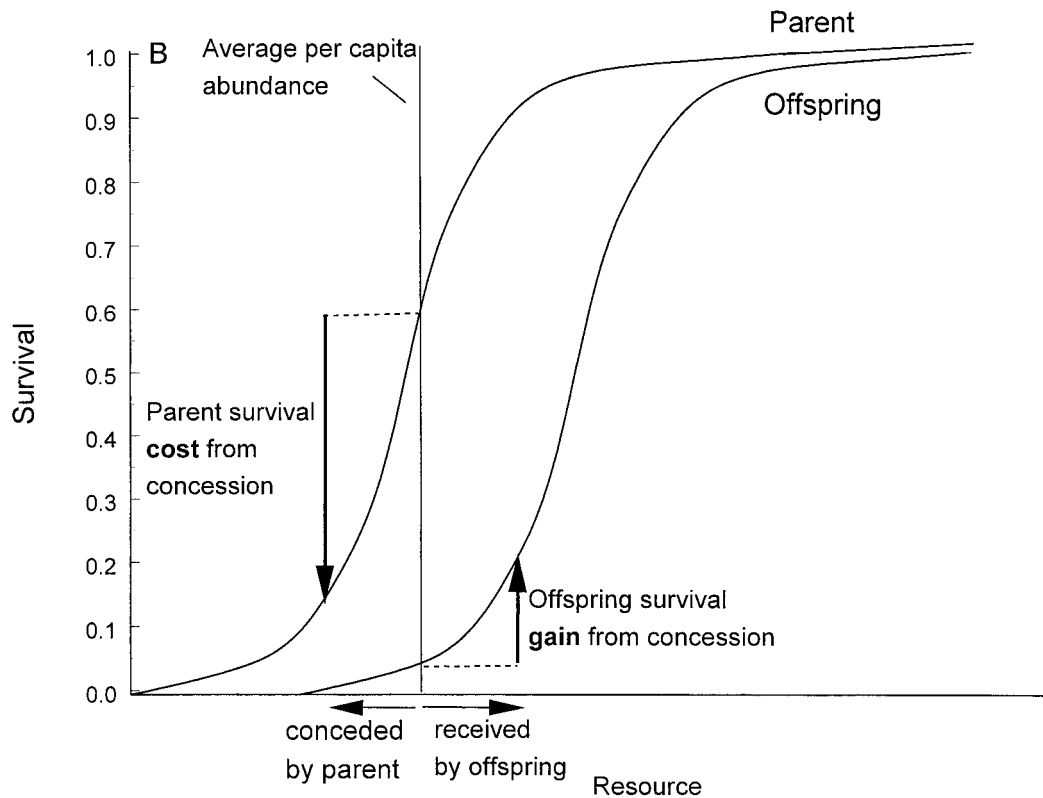 B
Average per capita
abundance
Parent
Offspring
1.0
0.9
0.8
0.7
0.6
0.5
0.4
0.3
0.2
0.1
0.0
Survival
Parent survival
cost from
concession
Offspring survival
gain from concession
conceded
by parent
received
by offspring
Resource